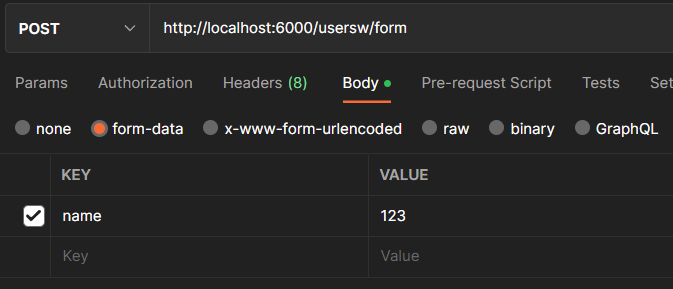 POST http://localhost:6000/usersw/form
Params Authorization Headers (8) Body Pre-request Script Tests Set
none form-data x-www-form-urlencoded raw binary GraphQL
KEY VALUE
name 123
Key Value